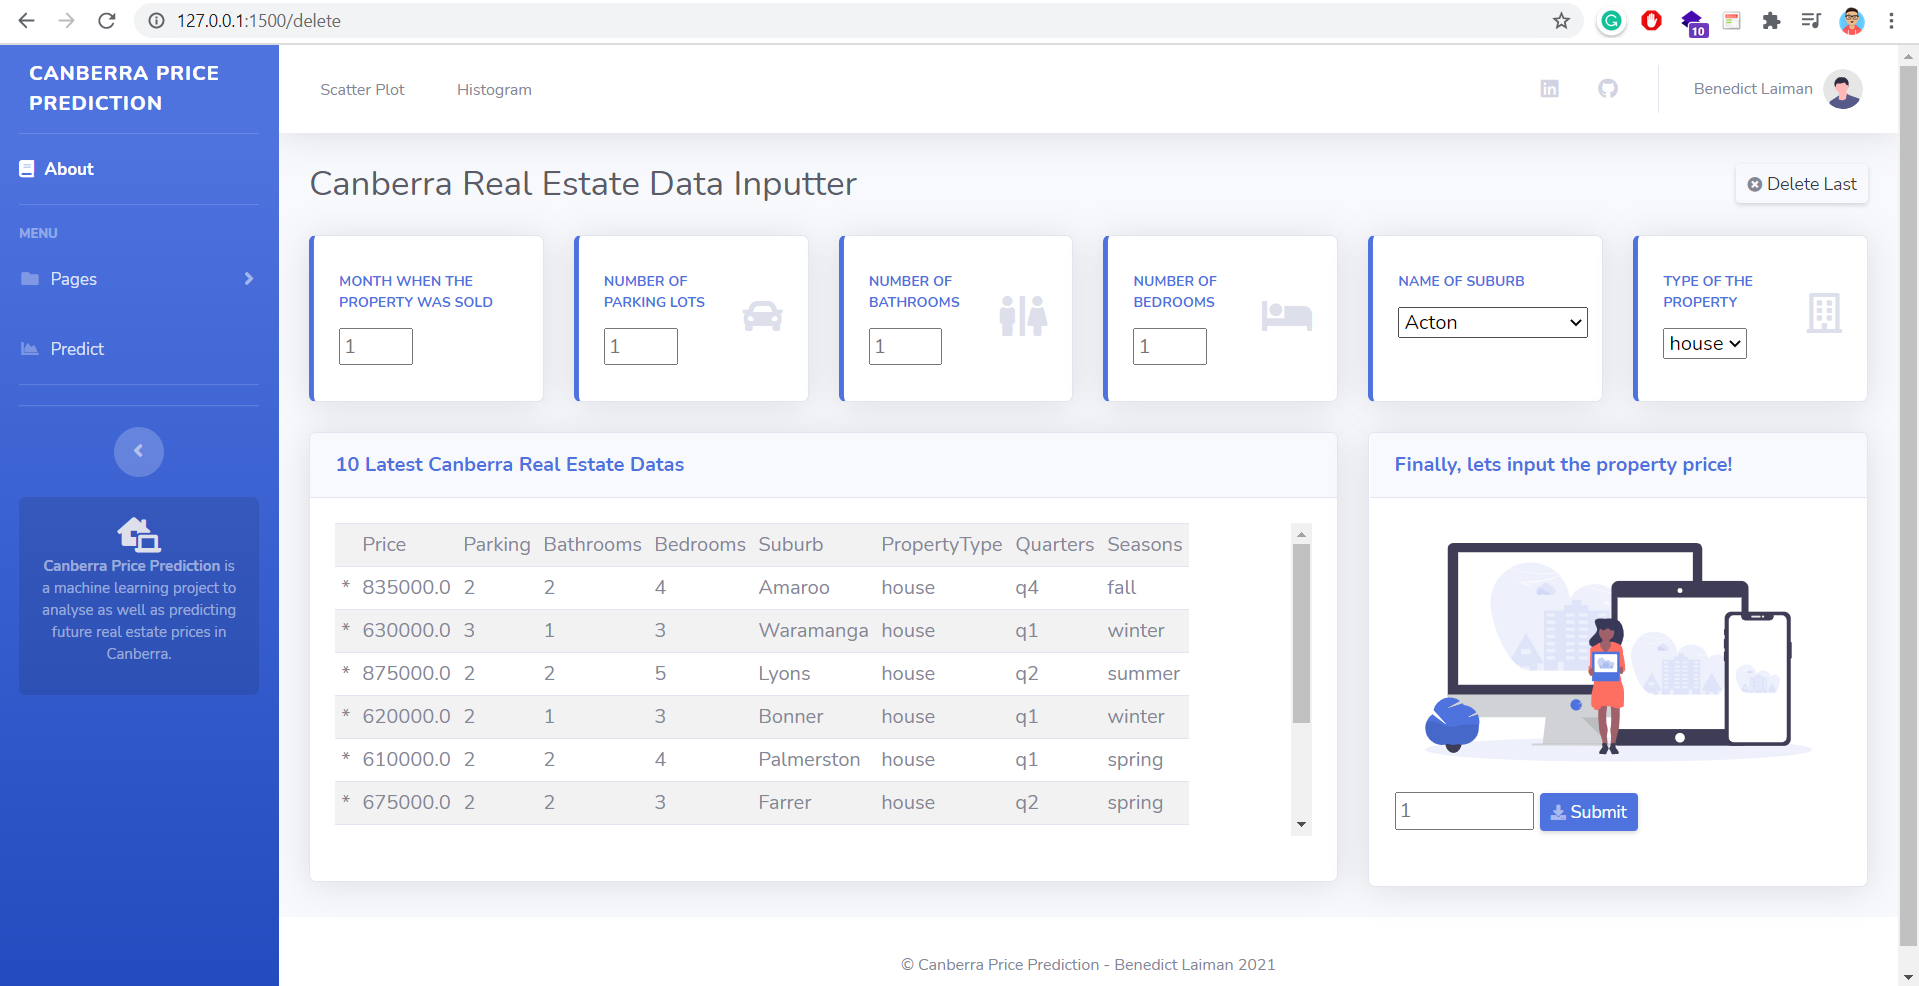 127.0.0.1:1500/delete
10
CANBERRA PRICE
PREDICTION
About
MENU
Pages
Predict
Canberra Price Prediction is
a machine learning project to
analyse as well as predicting
future real estate prices in
Canberra.
Scatter Plot Histogram Benedict Laiman
Canberra Real Estate Data Inputter Delete Last
MONTH WHEN THE
PROPERTY WAS SOLD
1
NUMBER OF
PARKING LOTS
1
NUMBER OF
BATHROOMS
1
NUMBER OF
BEDROOMS
1
NAME OF SUBURB
Acton
TYPE OF THE
PROPERTY
house
10 Latest Canberra Real Estate Datas
Price Parking Bathrooms Bedrooms Suburb PropertyType Quarters Seasons
* 835000.0 2 2 4 Amaroo house q4 fall
* 630000.0 3 1 3 Waramanga house q1 winter
* 875000.0 2 2 5 Lyons house q2 summer
* 620000.0 2 1 3 Bonner house q1 winter
* 610000.0 2 2 4 Palmerston house q1 spring
* 675000.0 2 2 3 Farrer house q2 spring
Finally, lets input the property price!
1 Submit
© Canberra Price Prediction - Benedict Laiman 2021